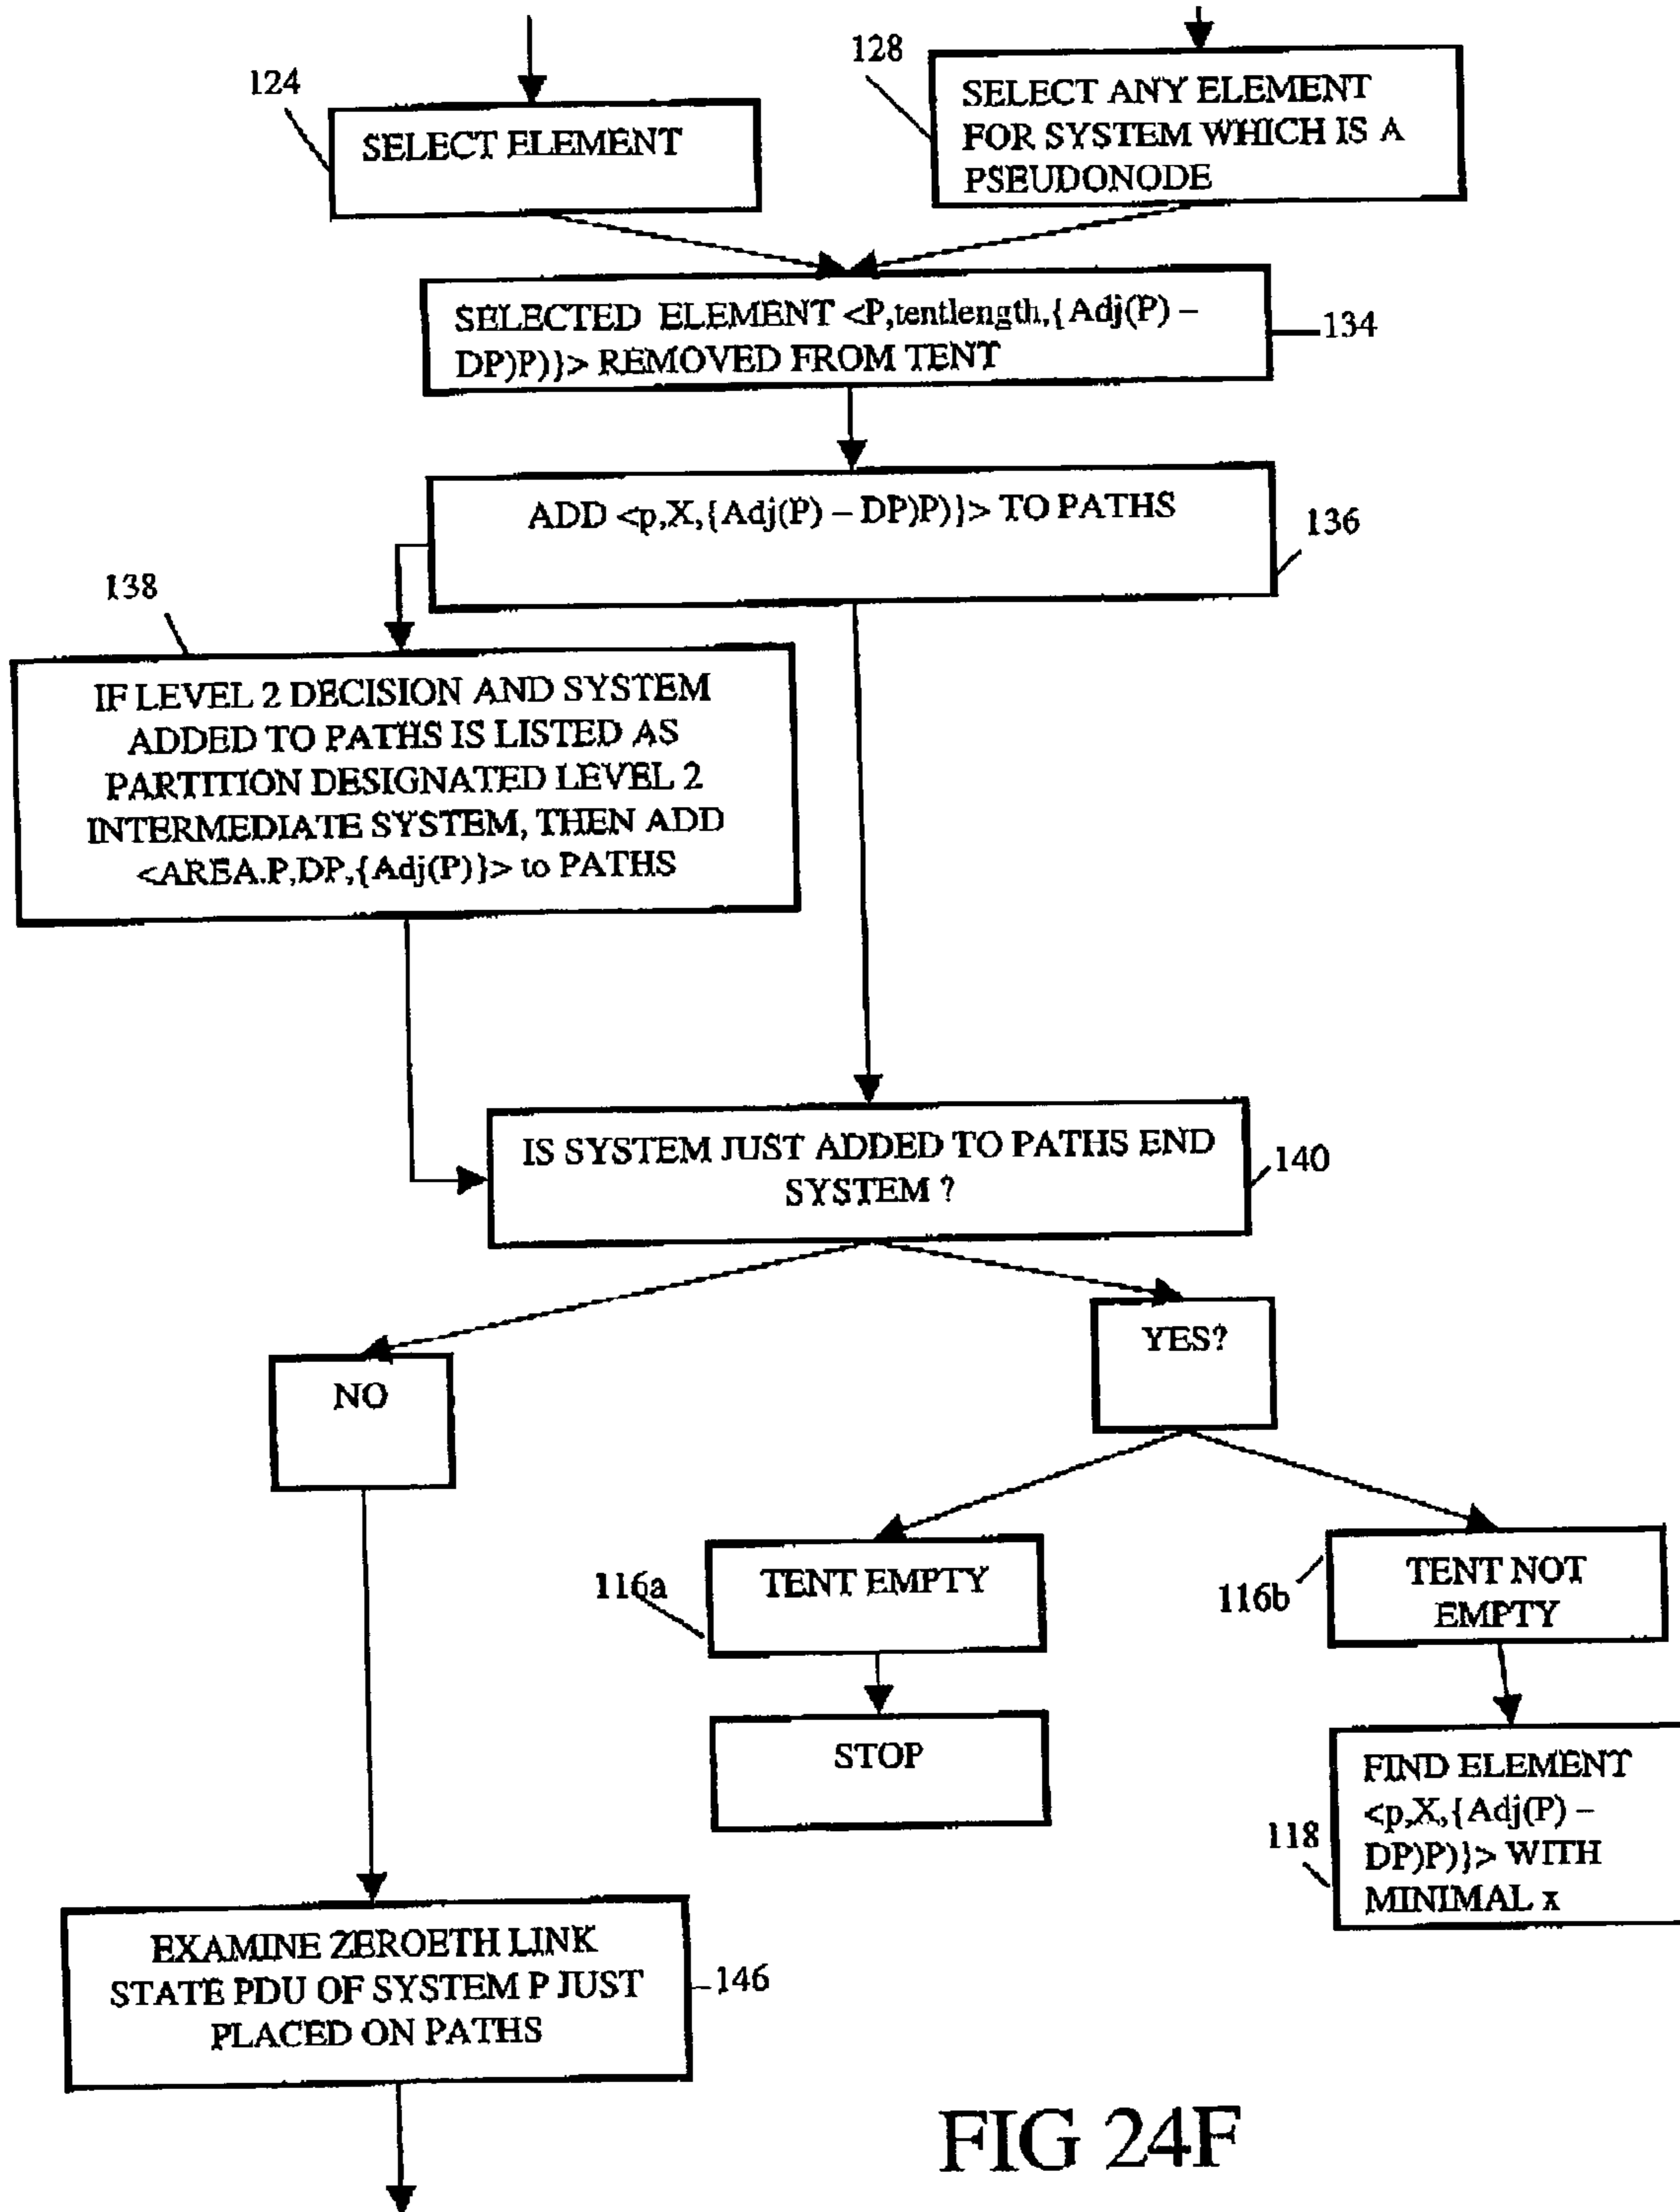 124
SELECT ELEMENT
128
SELECT ANY ELEMENT
FOR SYSTEM WHICH IS A
PSEUDONODE
SELECTED ELEMENT <P,tentlength,{Adj(P) –
DP)P)}> REMOVED FROM TENT
134
ADD <p,X,{Adj(P) – DP)P)}> TO PATHS
136
138
IF LEVEL 2 DECISION AND SYSTEM
ADDED TO PATHS IS LISTED AS
PARTITION DESIGNATED LEVEL 2
INTERMEDIATE SYSTEM, THEN ADD
<AREA.P,DP,{Adj(P)}> to PATHS
IS SYSTEM JUST ADDED TO PATHS END
SYSTEM ?
140
NO
YES?
116a
TENT EMPTY
116b
TENT NOT
EMPTY
STOP
118
FIND ELEMENT
<p,X,{Adj(P) –
DP)P)}> WITH
MINIMAL x
EXAMINE ZEROETH LINK
STATE PDU OF SYSTEM P JUST
PLACED ON PATHS
146
FIG 24F